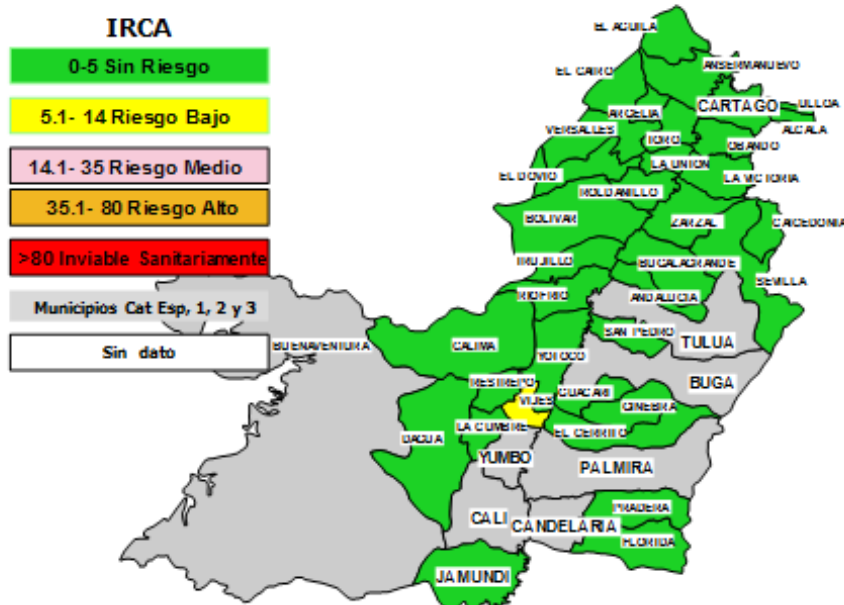 IRCA
0-5 Sin Riesgo
5.1- 14 Riesgo Bajo
14.1- 35 Riesgo Medio
35.1- 80 Riesgo Alto
>80 Inviable Sanitariamente
Municipios Cat Esp, 1, 2 y 3
Sin dato
EL AGUILA
ANSERMANUEVO
EL CAIRO
CARTAGO
ULLOA
ARGELIA
ALCALA
VERSALLES
TORO
OBANDO
LA UNION
EL DOVIO
LA VICTORIA
ROLDANILLO
BOLIVAR
ZARZAL
CAICEDONIA
TRUJILLO
BUGALAGRANDE
SEVILLA
RIOFRIO
ANDALUCIA
SAN PEDRO
TULUA
BUENAVENTURA
CALIMA
YOTOCO
RESTREPO
BUGA
VIJES
GUACARI
GINEBRA
LA CUMBRE
EL CERRITO
DAGUA
YUMBO
PALMIRA
PRADERA
CALI
CANDELARIA
FLORIDA
JAMUNDI